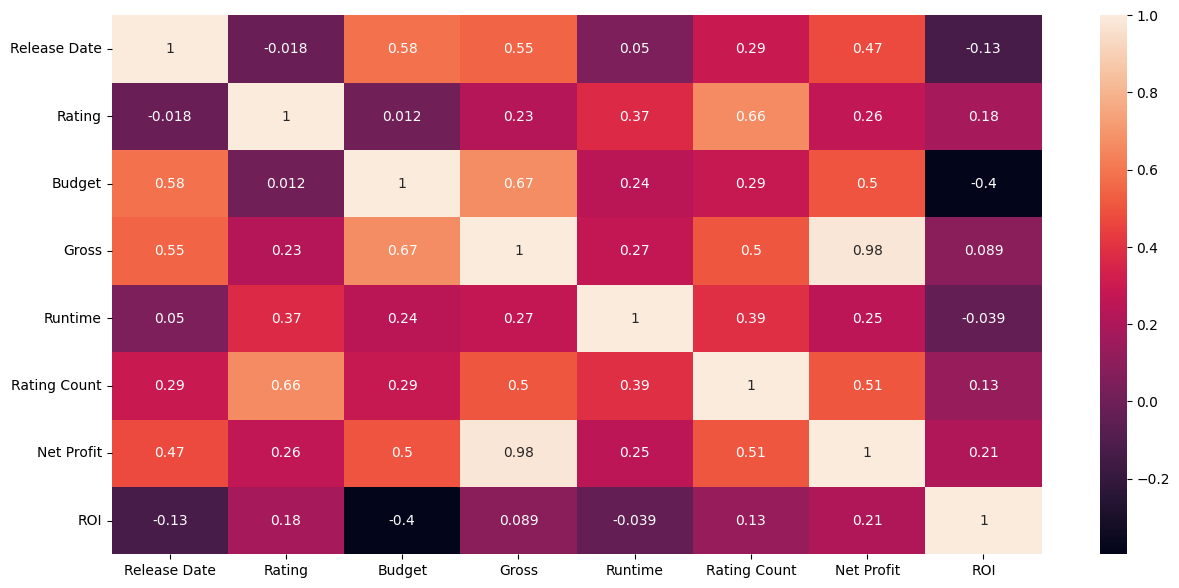 Release Date 1 -0.018 0.58 0.55 0.05 0.29 0.47 -0.13
Rating -0.018 1 0.012 0.23 0.37 0.66 0.26 0.18
Budget 0.58 0.012 1 0.67 0.24 0.29 0.5 -0.4
Gross 0.55 0.23 0.67 1 0.27 0.5 0.98 0.089
Runtime 0.05 0.37 0.24 0.27 1 0.39 0.25 -0.039
Rating Count 0.29 0.66 0.29 0.5 0.39 1 0.51 0.13
Net Profit 0.47 0.26 0.5 0.98 0.25 0.51 1 0.21
ROI -0.13 0.18 -0.4 0.089 -0.039 0.13 0.21 1
Release Date Rating Budget Gross Runtime Rating Count Net Profit ROI
1.0
0.8
0.6
0.4
0.2
0.0
−0.2